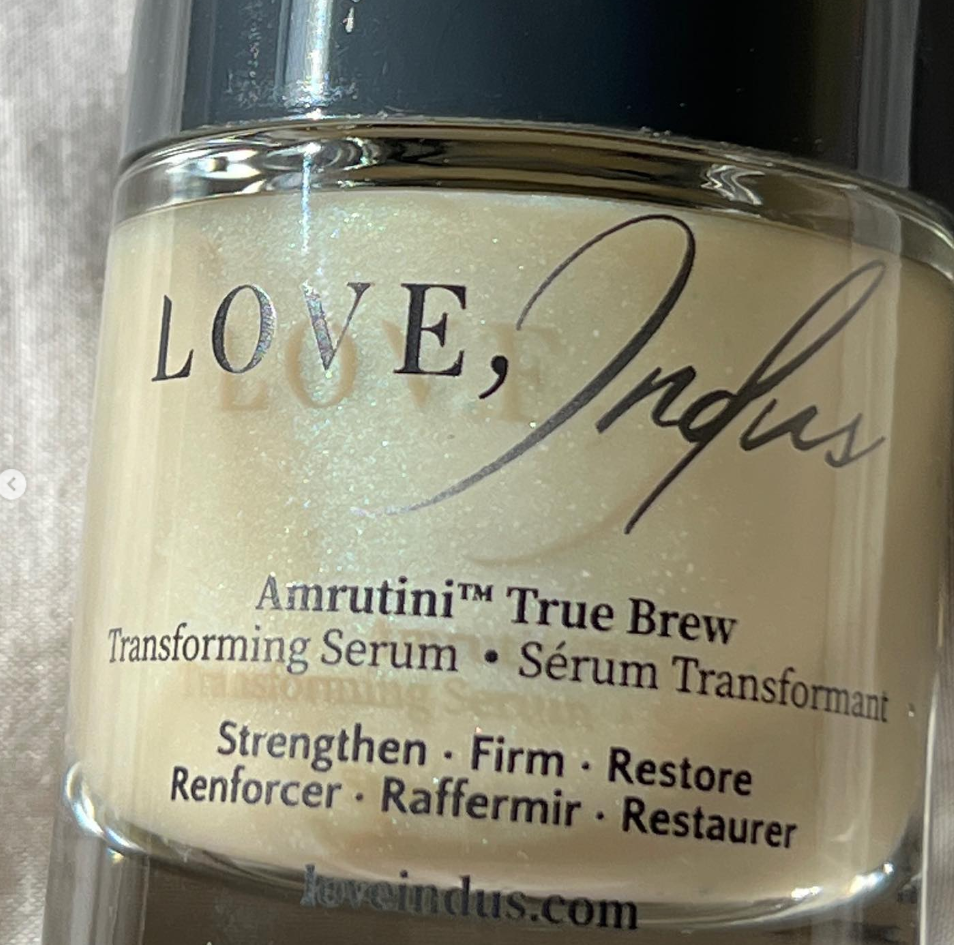 LOVE, Indus
Amrutini™ True Brew
Transforming Serum • Sérum Transformant
Strengthen · Firm · Restore
Renforcer · Raffermir · Restaurer
loveindus.com